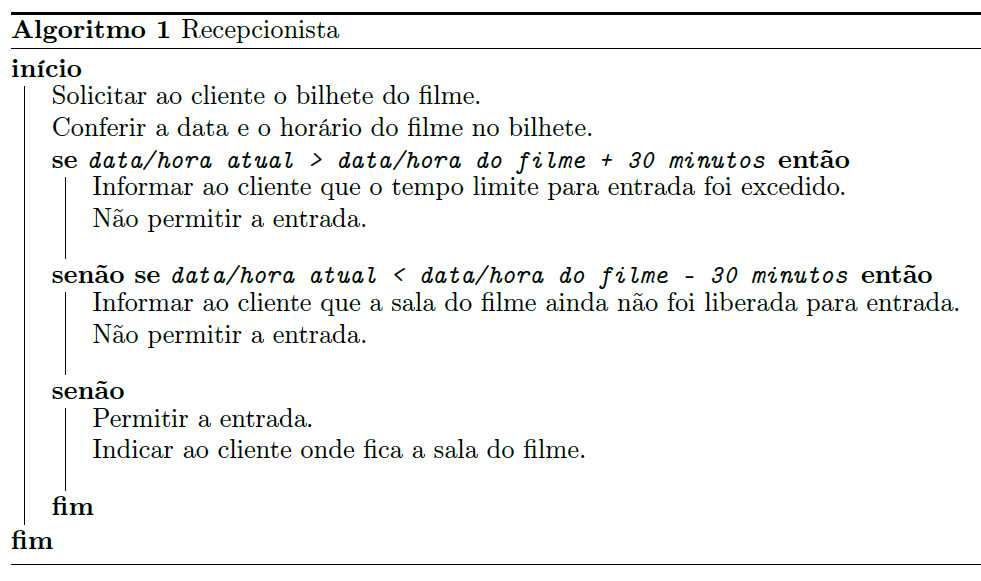 Algoritmo 1 Recepcionista
início
Solicitar ao cliente o bilhete do filme.
Conferir a data e o horário do filme no bilhete.
se data/hora atual > data/hora do filme + 30 minutos então
Informar ao cliente que o tempo limite para entrada foi excedido.
Não permitir a entrada.
senão se data/hora atual < data/hora do filme - 30 minutos então
Informar ao cliente que a sala do filme ainda não foi liberada para entrada.
Não permitir a entrada.
senão
Permitir a entrada.
Indicar ao cliente onde fica a sala do filme.
fim
fim